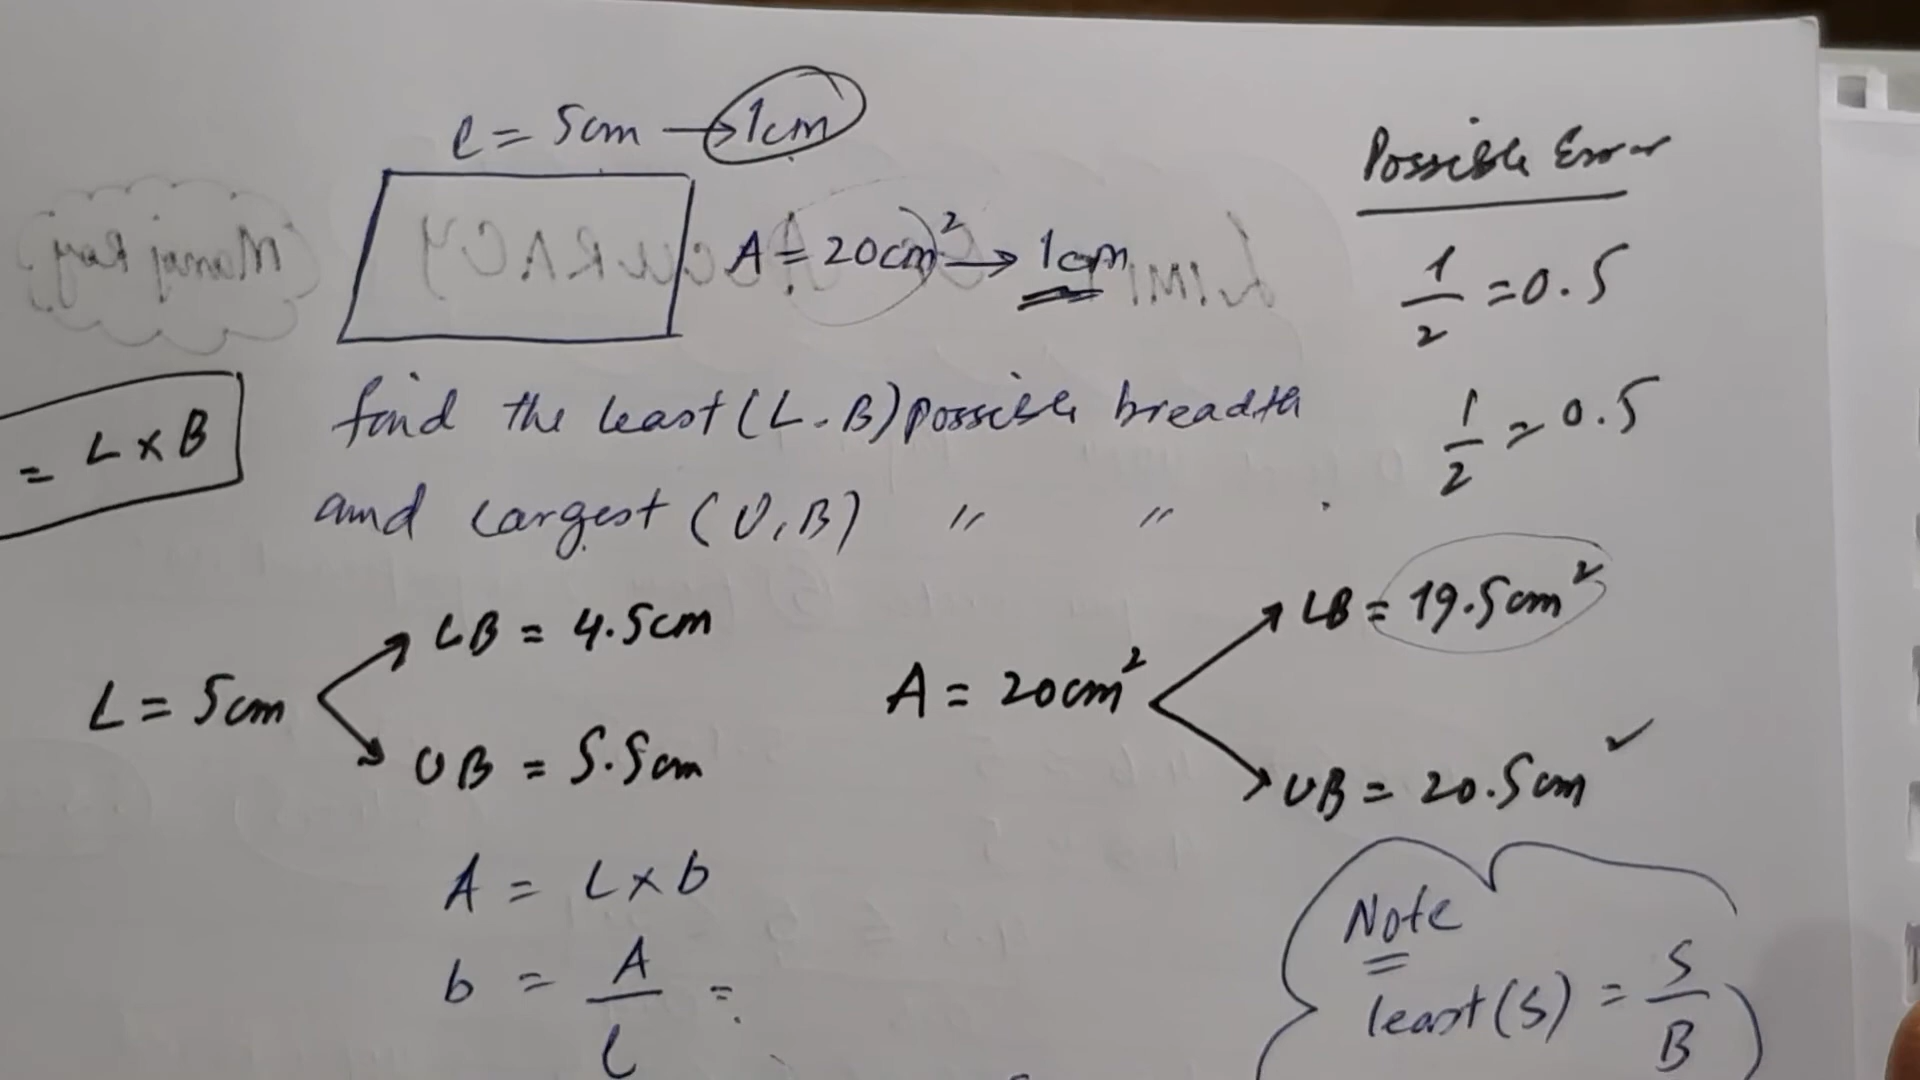 l = 5cm → 1cm
A = 20cm² → 1cm
Possible Error
1/2 = 0.5
1/2 = 0.5
= L x B
find the least (L.B) possible breadth
and largest (U.B) " " .
L = 5cm
LB = 4.5cm
UB = 5.5cm
A = 20cm²
LB = 19.5cm²
UB = 20.5cm ✓
A = L x b
b = A/l =
Note
least(S) = S/B